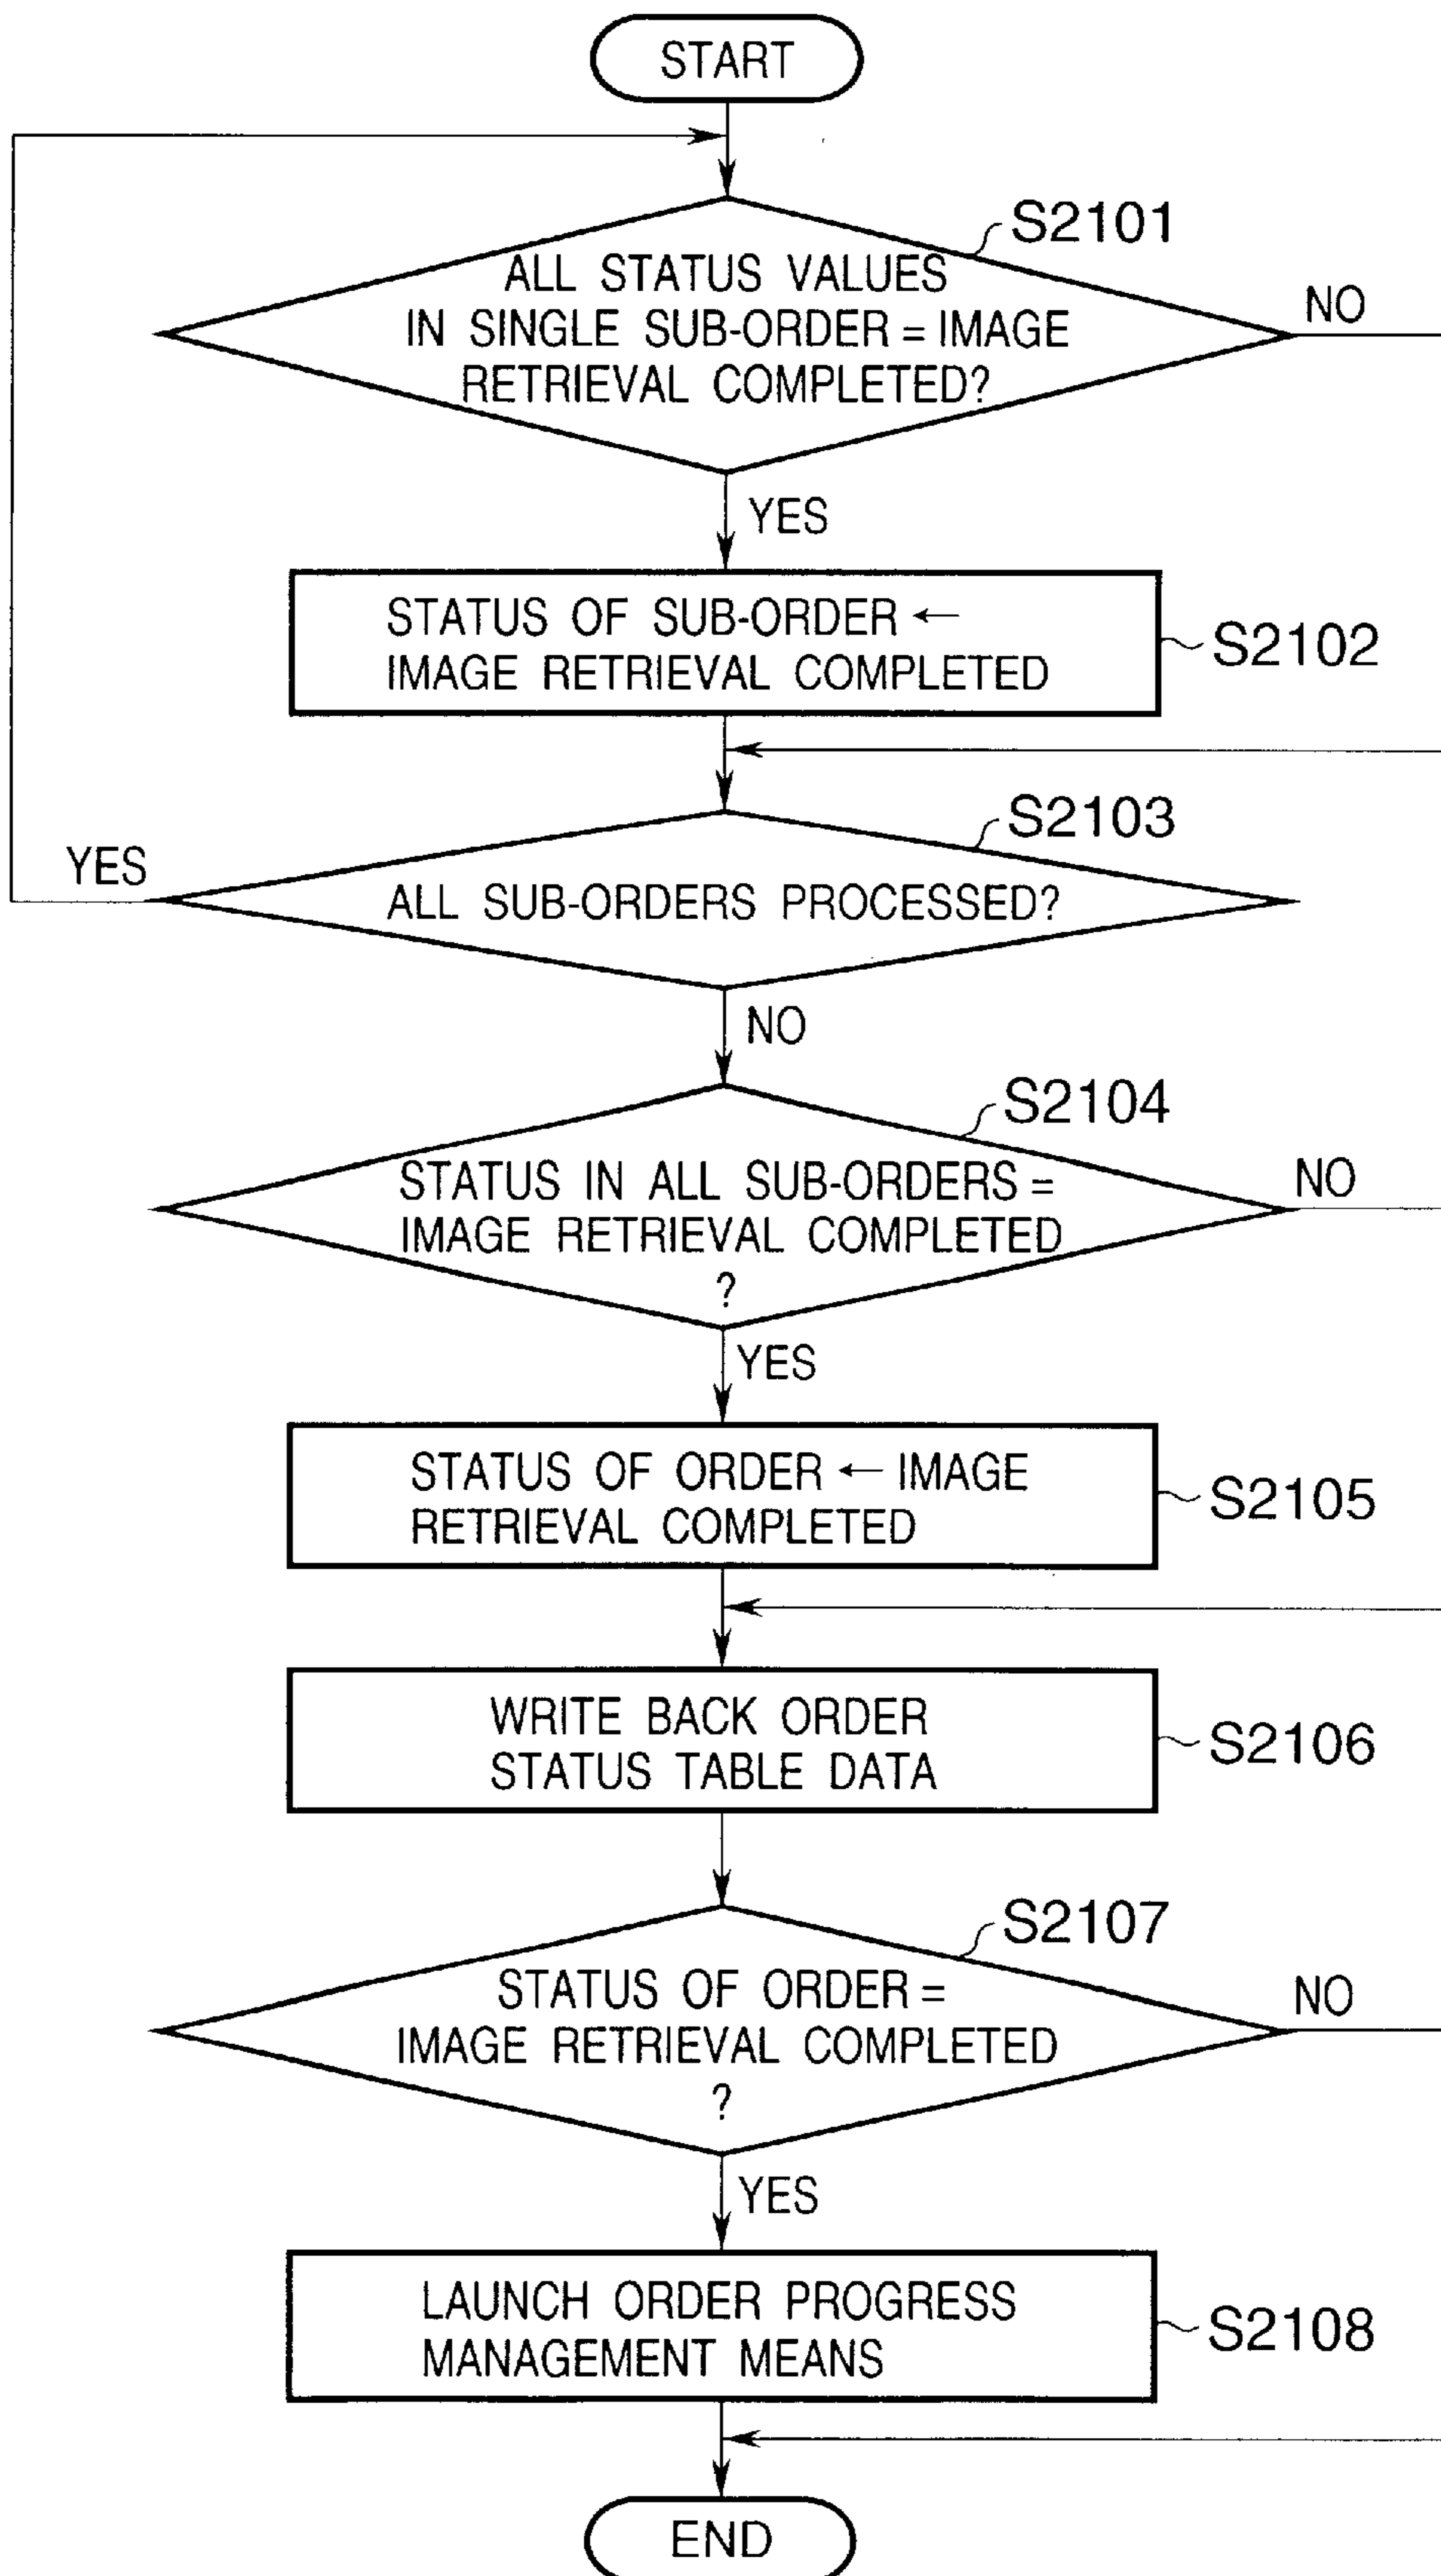 START
S2101
ALL STATUS VALUES
IN SINGLE SUB-ORDER = IMAGE
RETRIEVAL COMPLETED?
NO
YES
STATUS OF SUB-ORDER ←
IMAGE RETRIEVAL COMPLETED
S2102
S2103
YES
ALL SUB-ORDERS PROCESSED?
NO
S2104
STATUS IN ALL SUB-ORDERS =
IMAGE RETRIEVAL COMPLETED
?
NO
YES
STATUS OF ORDER ← IMAGE
RETRIEVAL COMPLETED
S2105
WRITE BACK ORDER
STATUS TABLE DATA
S2106
S2107
STATUS OF ORDER =
IMAGE RETRIEVAL COMPLETED
?
NO
YES
LAUNCH ORDER PROGRESS
MANAGEMENT MEANS
S2108
END